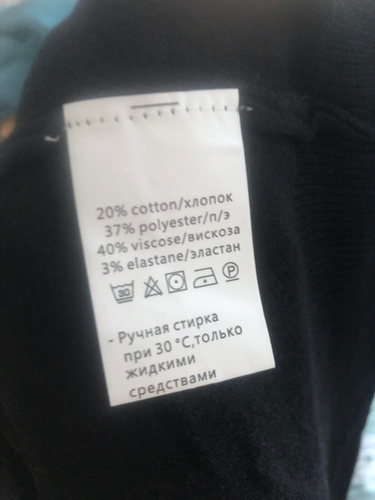 20% cotton/хлопок
37% polyester/п/э
40% viscose/вискоза
3% elastane/эластан
30 P
- Ручная стирка
при 30 °C,только
жидкими
средствами